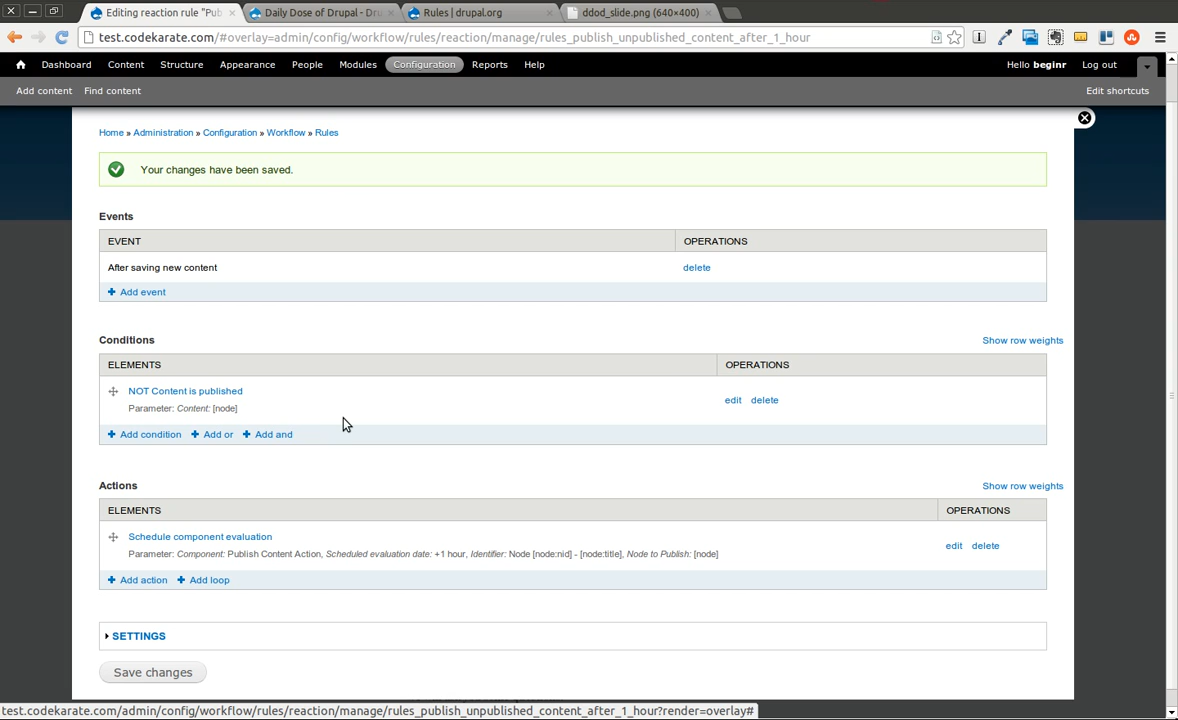 Editing reaction rule "Pub
Daily Dose of Drupal - Dru
Rules | drupal.org
ddod_slide.png (640×400)
test.codekarate.com/#overlay=admin/config/workflow/rules/reaction/manage/rules_publish_unpublished_content_after_1_hour
Dashboard Content Structure Appearance People Modules Configuration Reports Help
Hello beginr Log out
Add content Find content
Edit shortcuts
Home » Administration » Configuration » Workflow » Rules
Your changes have been saved.
Events
EVENT OPERATIONS
After saving new content delete
Add event
Conditions
Show row weights
ELEMENTS OPERATIONS
NOT Content is published
Parameter: Content: [node]
edit delete
Add condition Add or Add and
Actions
Show row weights
ELEMENTS OPERATIONS
Schedule component evaluation
Parameter: Component: Publish Content Action, Scheduled evaluation date: +1 hour, Identifier: Node [node:nid] - [node:title], Node to Publish: [node]
edit delete
Add action Add loop
SETTINGS
Save changes
test.codekarate.com/admin/config/workflow/rules/reaction/manage/rules_publish_unpublished_content_after_1_hour?render=overlay#